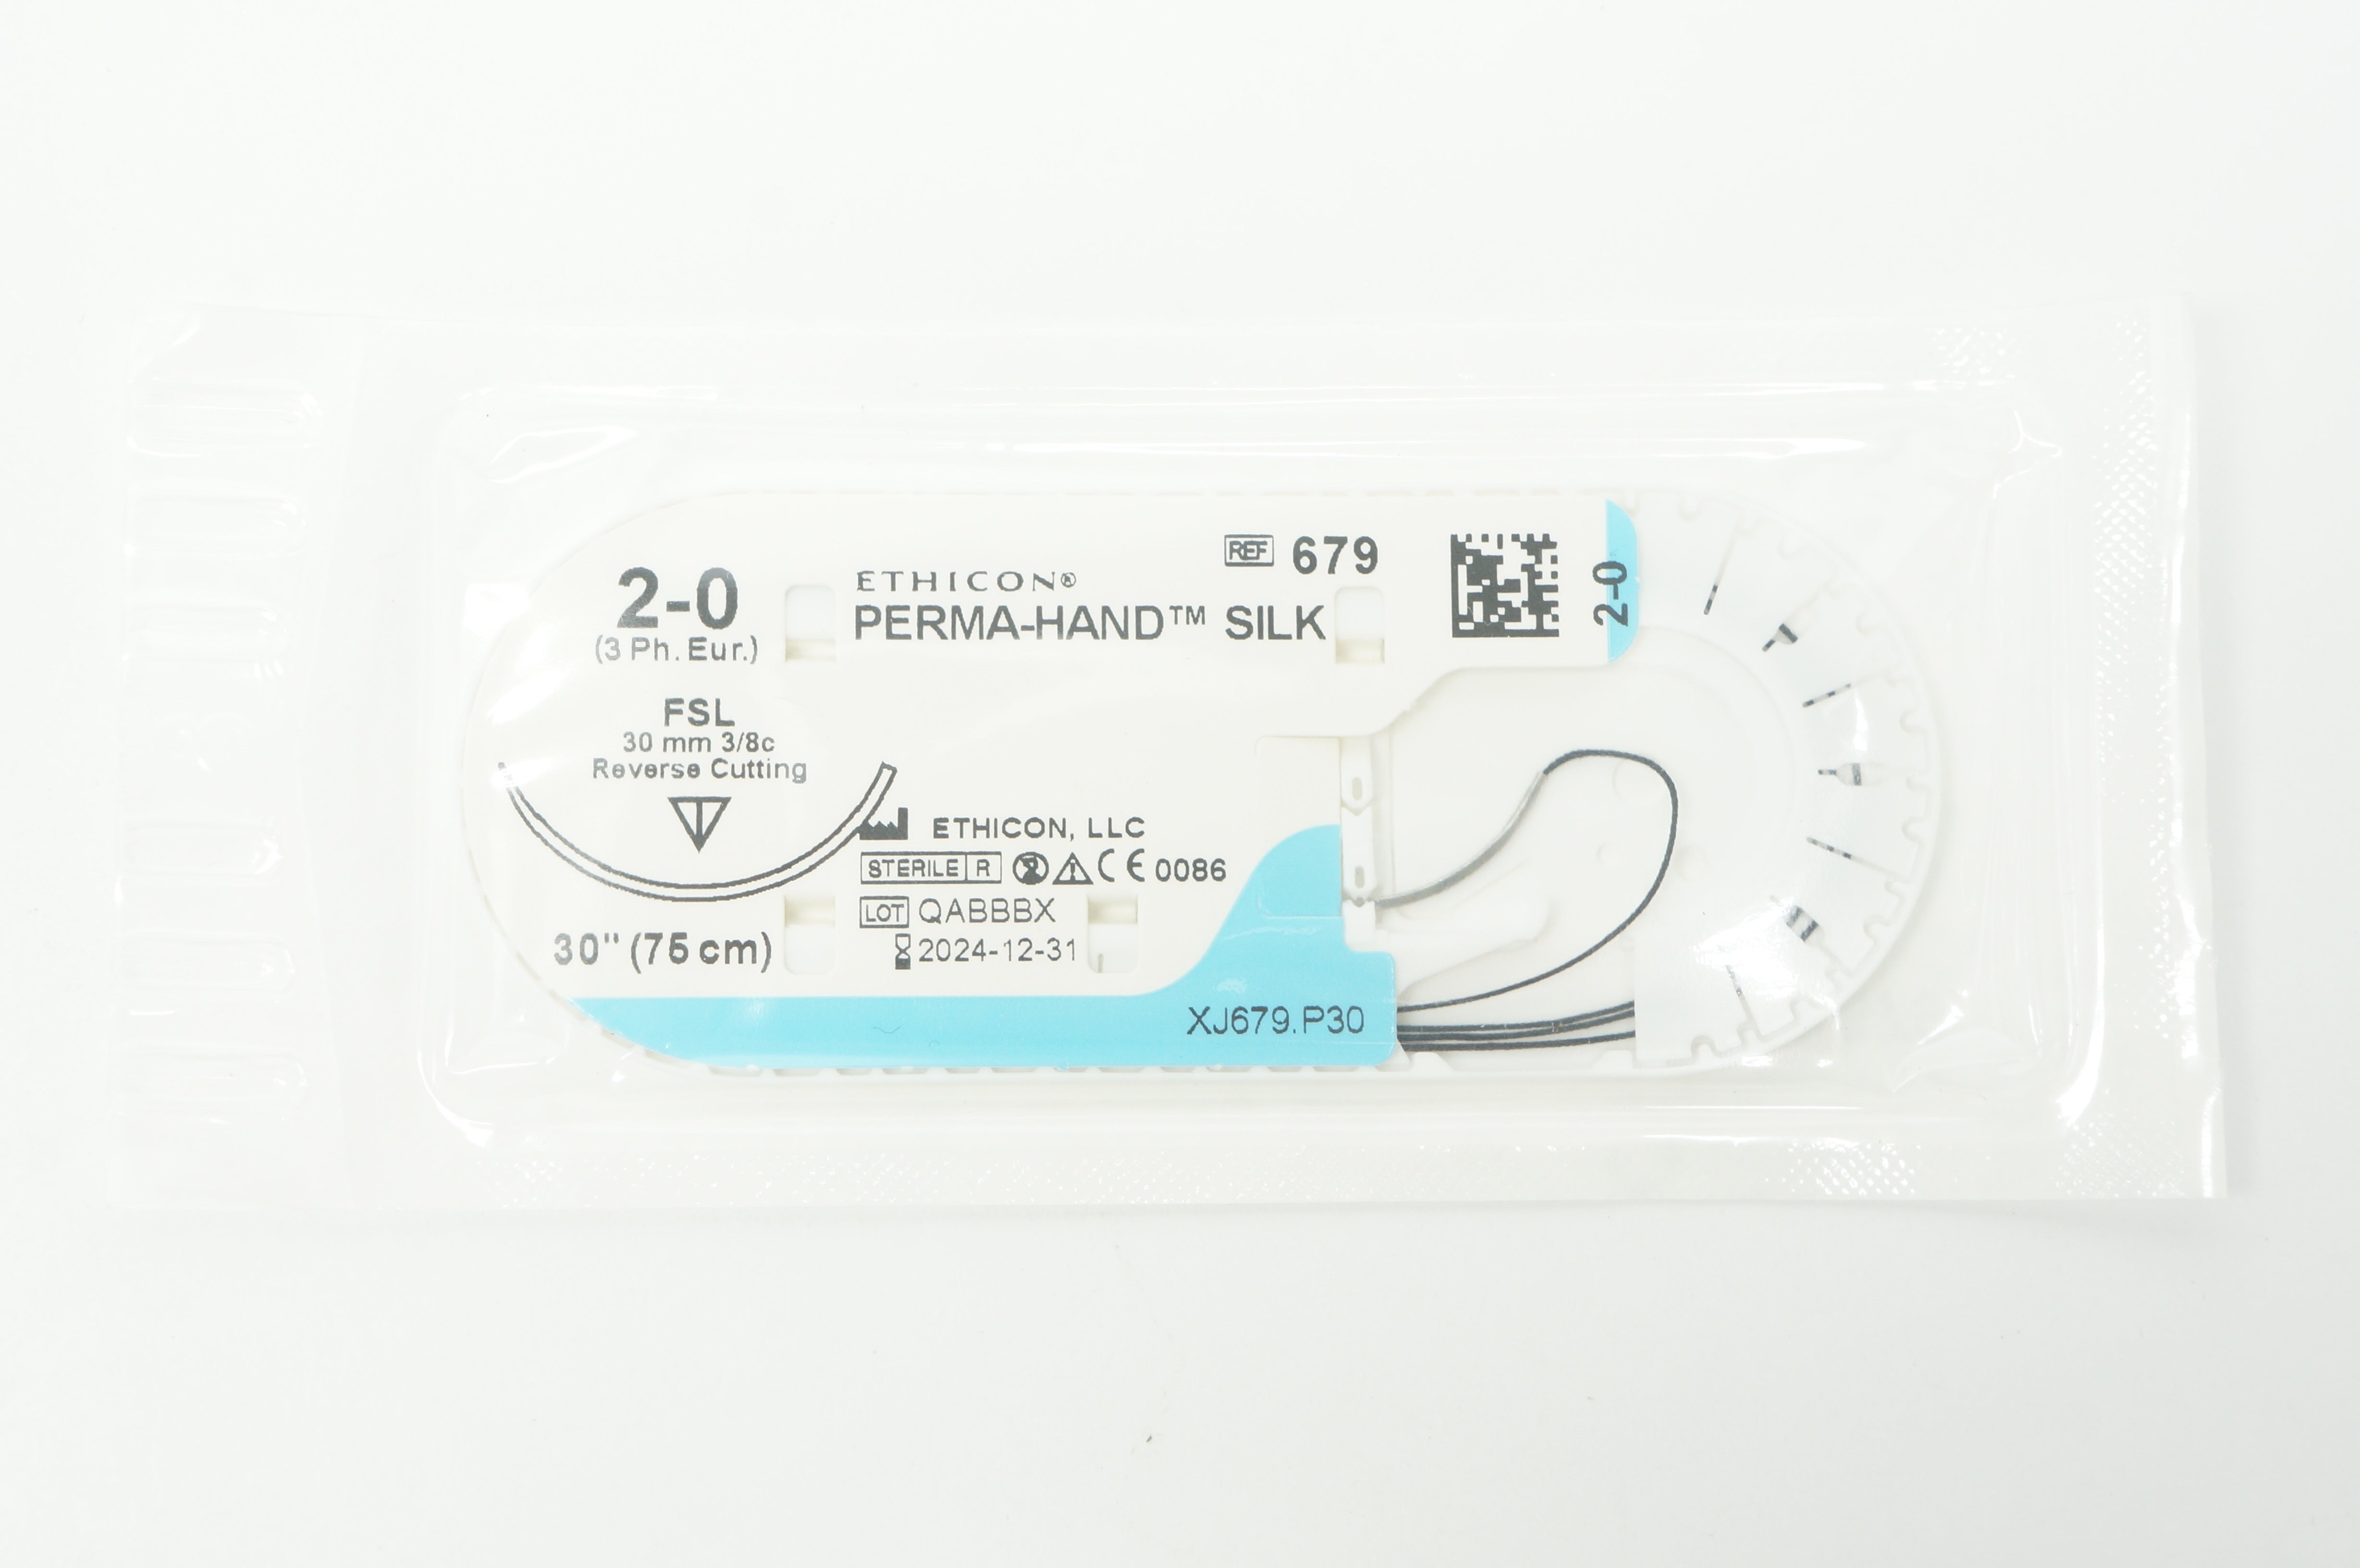 2-0
(3 Ph. Eur.)
FSL
30 mm 3/8c
Reverse Cutting
30" (75 cm)
REF 679
ETHICON®
PERMA-HAND™ SILK
ETHICON, LLC
STERILE R CE 0086
LOT QABBBX
2024-12-31
XJ679.P30
2-0